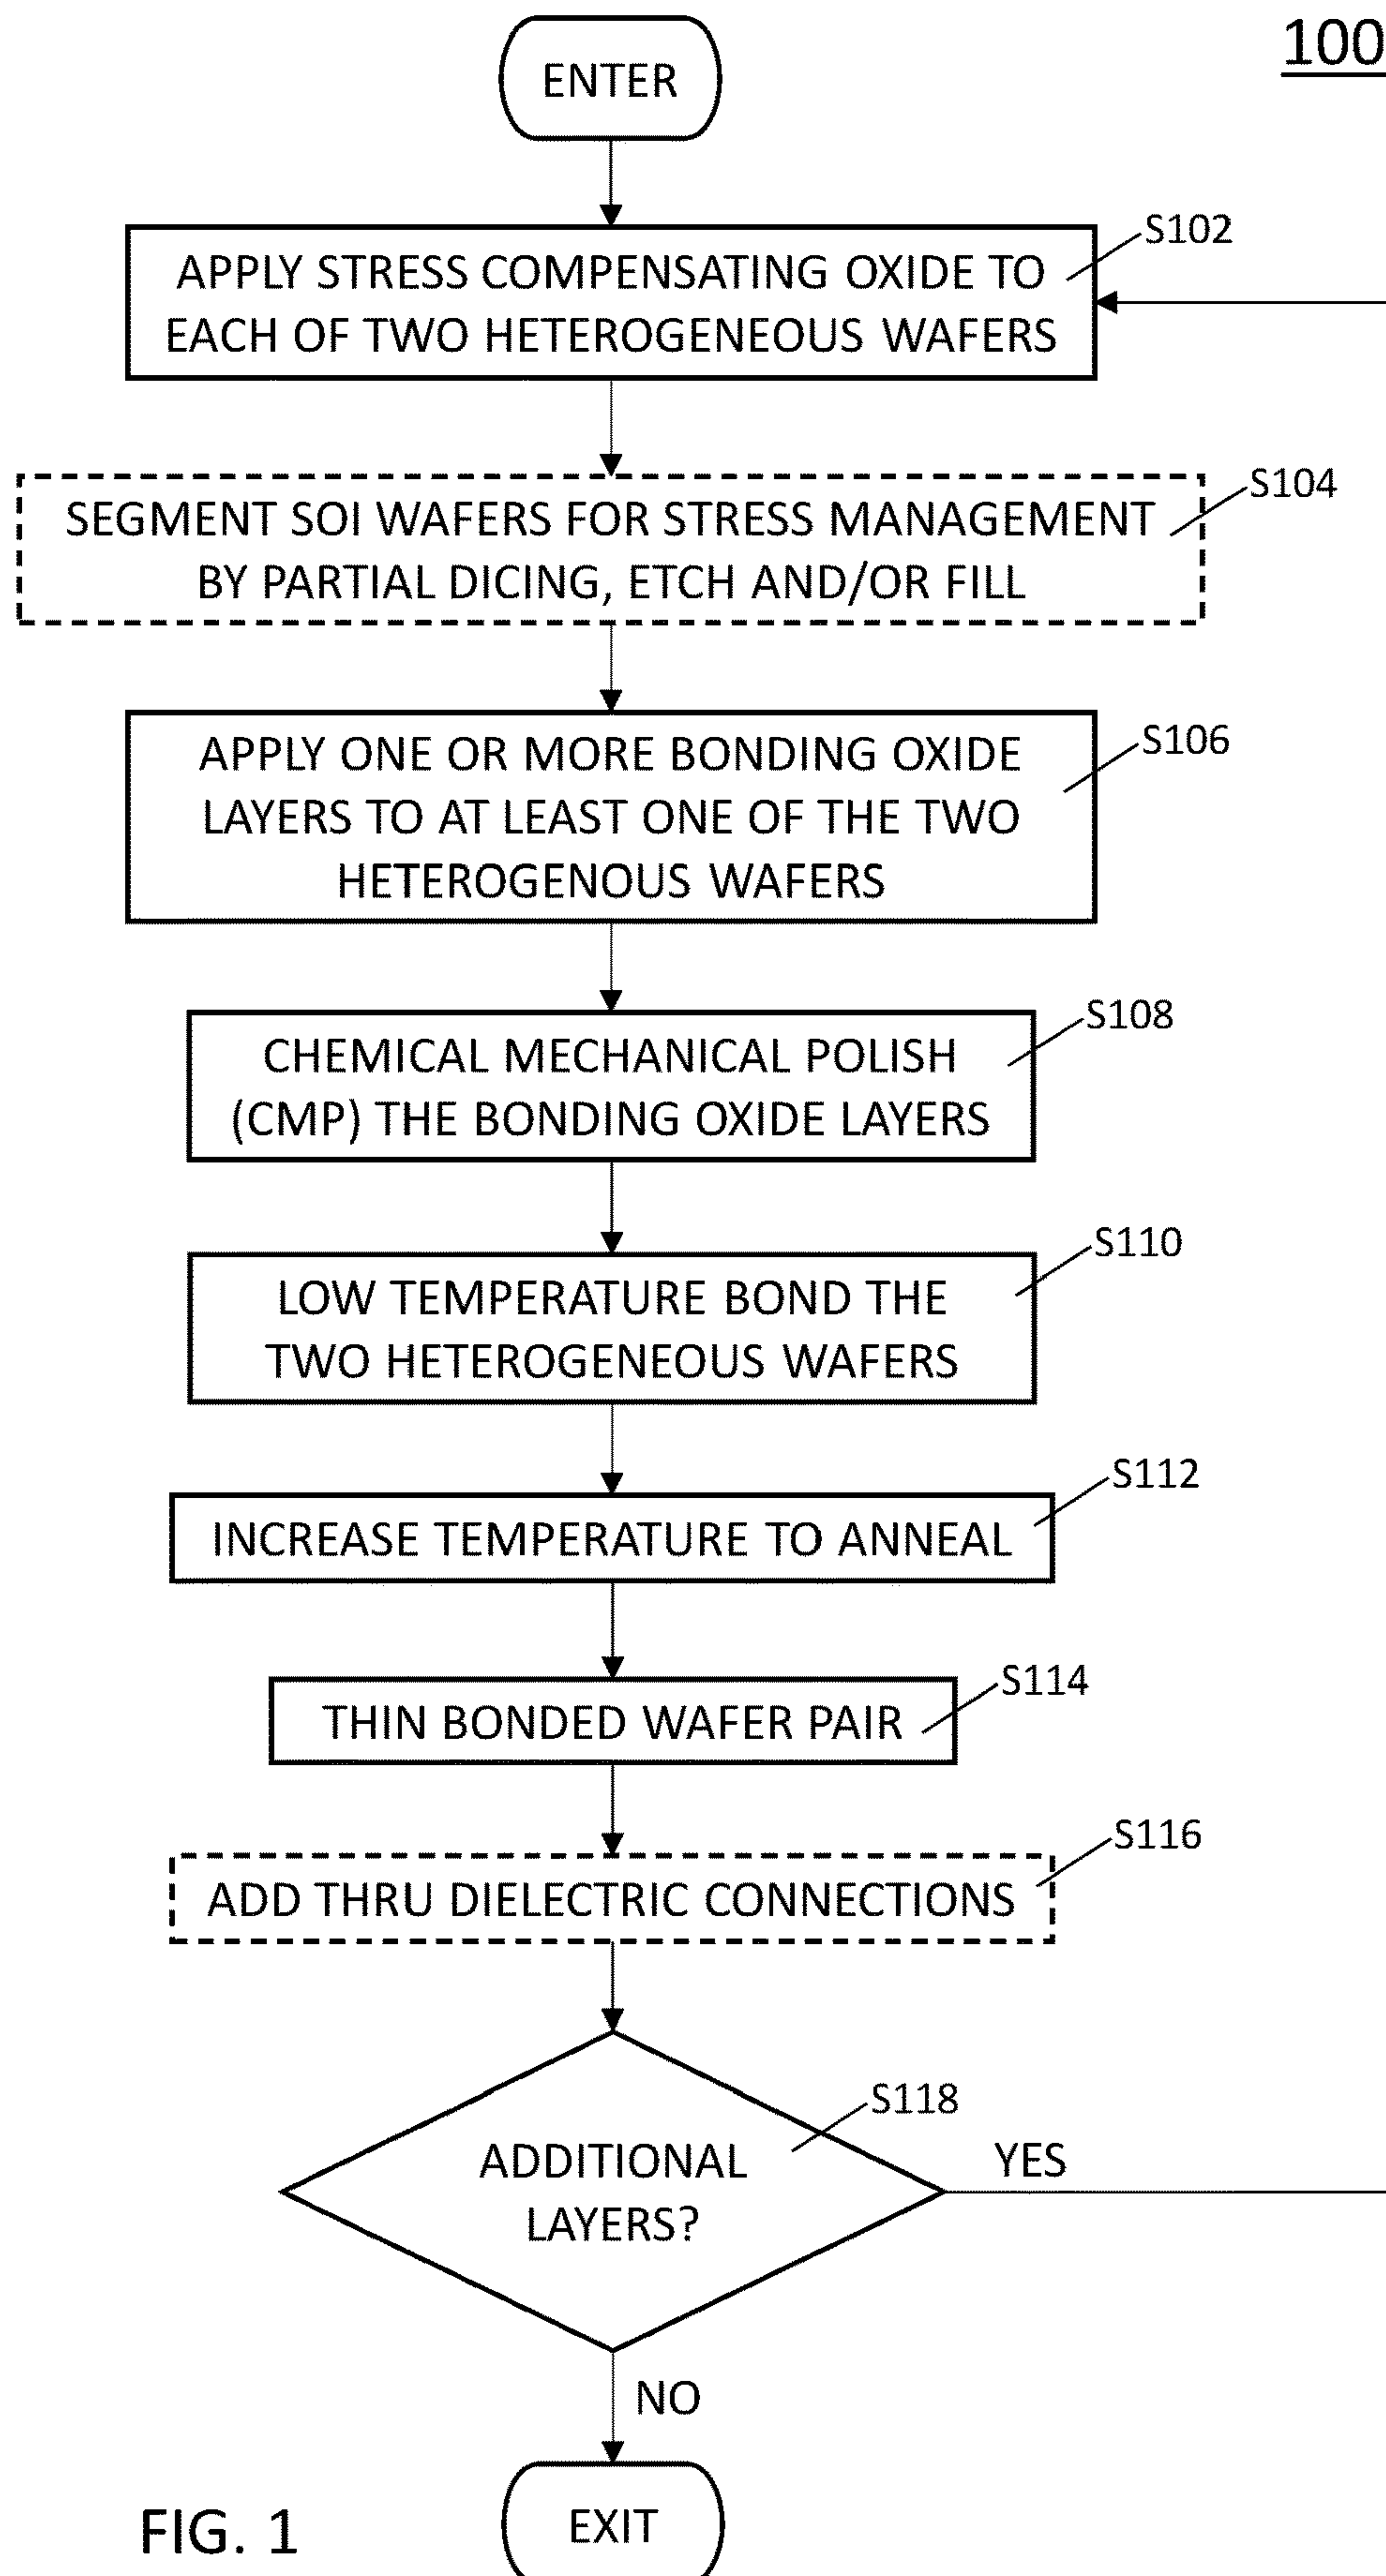 100
ENTER
S102
APPLY STRESS COMPENSATING OXIDE TO
EACH OF TWO HETEROGENEOUS WAFERS
S104
SEGMENT SOI WAFERS FOR STRESS MANAGEMENT
BY PARTIAL DICING, ETCH AND/OR FILL
S106
APPLY ONE OR MORE BONDING OXIDE
LAYERS TO AT LEAST ONE OF THE TWO
HETEROGENOUS WAFERS
S108
CHEMICAL MECHANICAL POLISH
(CMP) THE BONDING OXIDE LAYERS
S110
LOW TEMPERATURE BOND THE
TWO HETEROGENEOUS WAFERS
S112
INCREASE TEMPERATURE TO ANNEAL
S114
THIN BONDED WAFER PAIR
S116
ADD THRU DIELECTRIC CONNECTIONS
S118
ADDITIONAL
LAYERS?
YES
NO
EXIT
FIG. 1